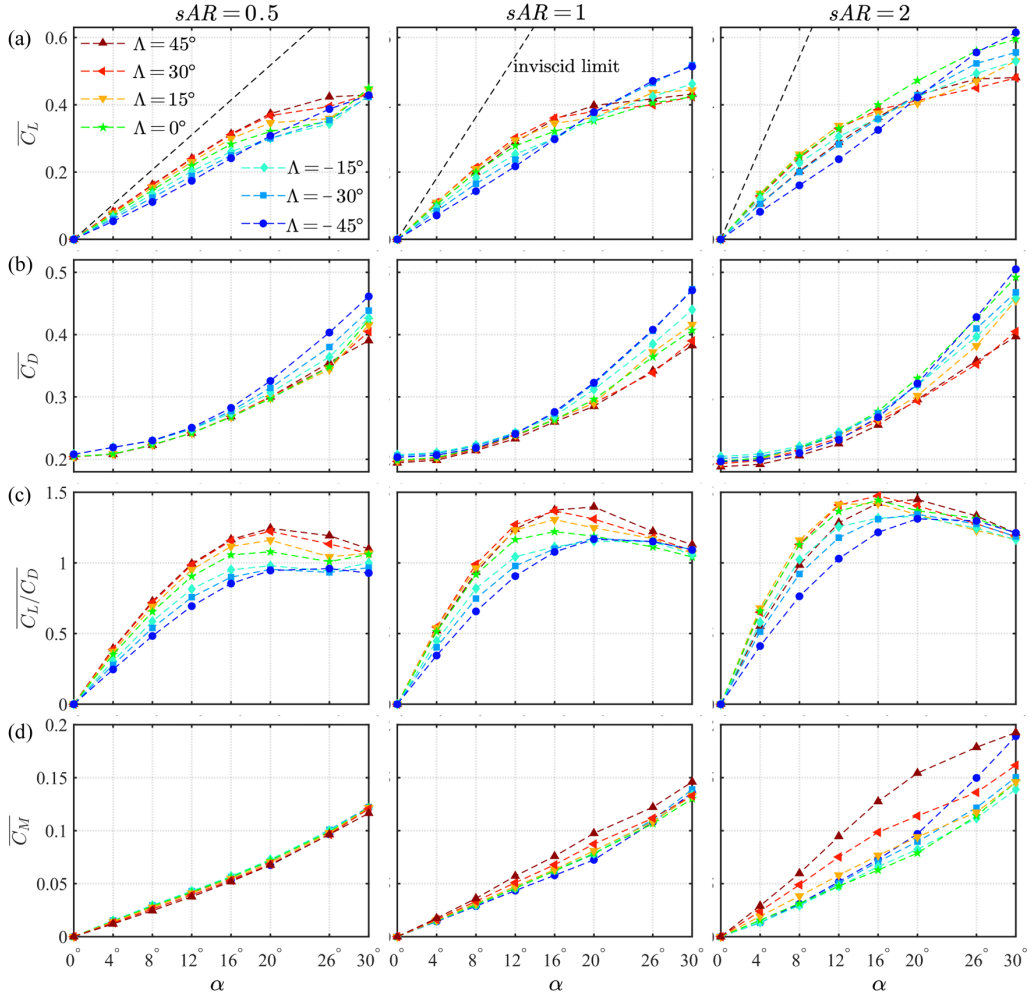 sAR = 0.5 sAR = 1 sAR = 2
(a)
0.6
0.4
0.2
0
C_L
Λ = 45°
Λ = 30°
Λ = 15°
Λ = 0°
Λ = −15°
Λ = −30°
Λ = −45°
inviscid limit
(b)
0.5
0.4
0.3
0.2
C_D
(c)
1.5
1
0.5
0
C_L/C_D
(d)
0.2
0.15
0.1
0.05
0
C_M
0° 4° 8° 12° 16° 20° 26° 30° 0° 4° 8° 12° 16° 20° 26° 30° 0° 4° 8° 12° 16° 20° 26° 30°
α α α